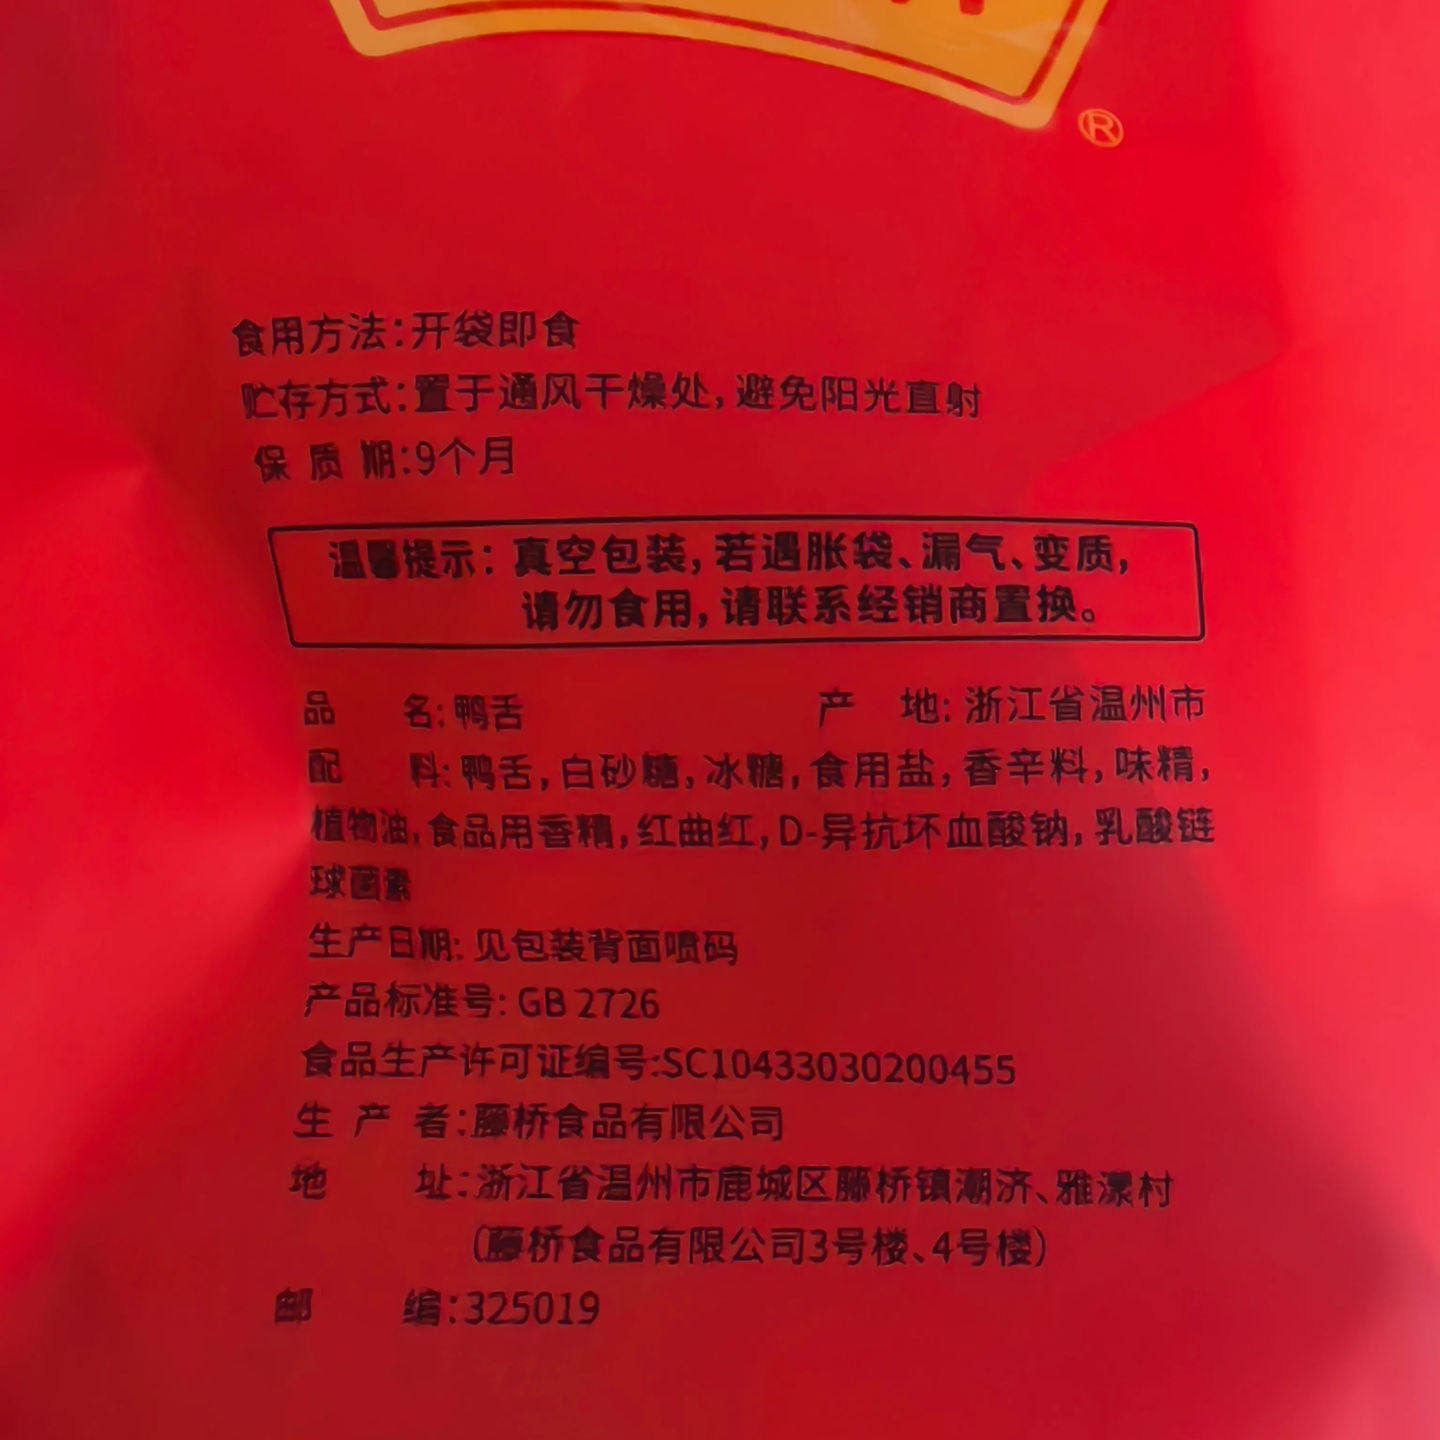 ®
食用方法:开袋即食
贮存方式:置于通风干燥处,避免阳光直射
保质期:9个月
温馨提示：真空包装,若遇胀袋、漏气、变质,
请勿食用,请联系经销商置换。
品名:鸭舌 产地:浙江省温州市
配料:鸭舌,白砂糖,冰糖,食用盐,香辛料,味精,
植物油,食品用香精,红曲红,D-异抗坏血酸钠,乳酸链
球菌素
生产日期:见包装背面喷码
产品标准号:GB 2726
食品生产许可证编号:SC10433030200455
生产者:藤桥食品有限公司
地址:浙江省温州市鹿城区藤桥镇潮济、雅漾村
(藤桥食品有限公司3号楼、4号楼)
邮编:325019